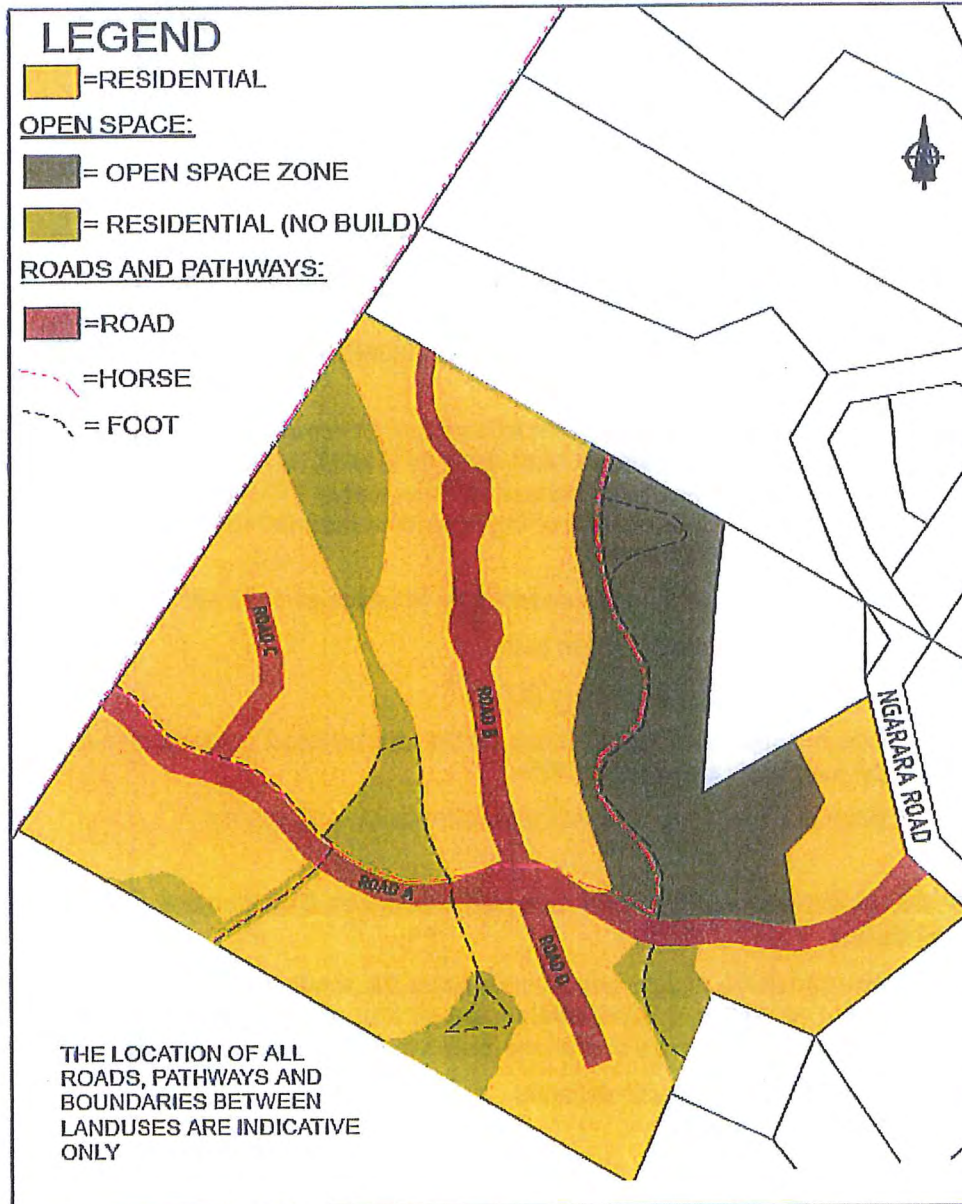 LEGEND
=RESIDENTIAL
OPEN SPACE:
= OPEN SPACE ZONE
= RESIDENTIAL (NO BUILD)
ROADS AND PATHWAYS:
=ROAD
=HORSE
= FOOT
ROAD C
ROAD B
NGARARA ROAD
ROAD A
ROAD D
THE LOCATION OF ALL
ROADS, PATHWAYS AND
BOUNDARIES BETWEEN
LANDUSES ARE INDICATIVE
ONLY